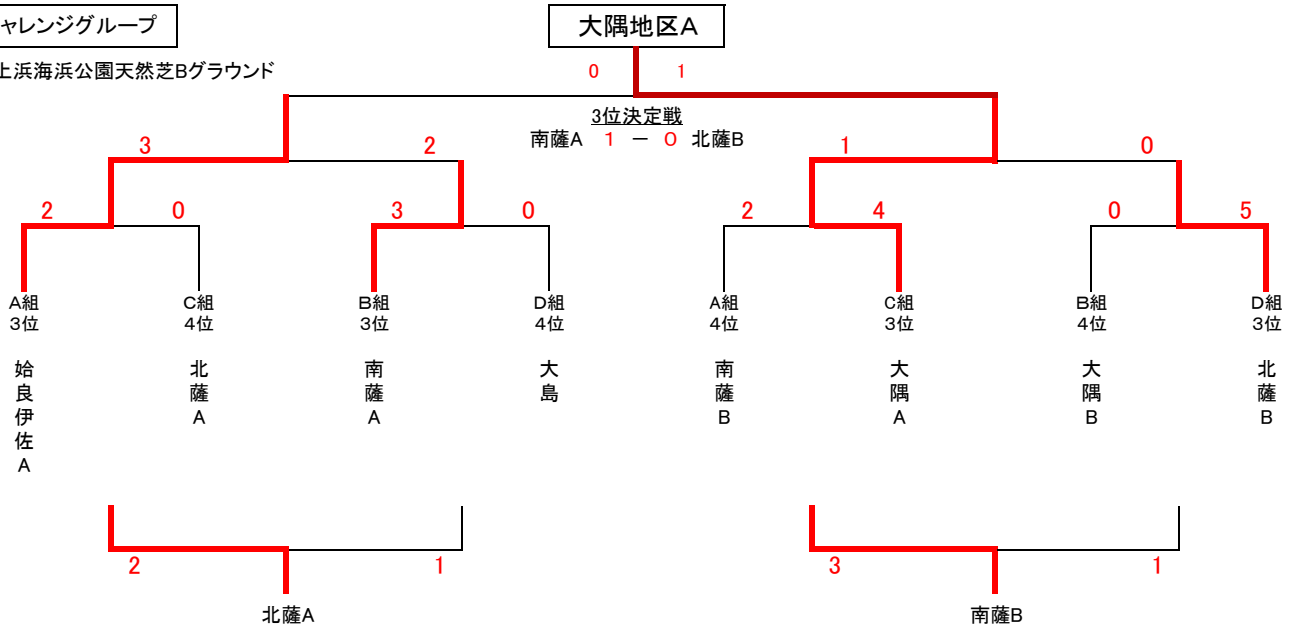 ャレンジグループ
大隅地区A
上浜海浜公園天然芝Bグラウンド
0 1
3位決定戦
南薩A 1 － 0 北薩B
3 2 1 0
2 0 3 0 2 4 0 5
A組 C組 B組 D組 A組 C組 B組 D組
3位 4位 3位 4位 4位 3位 4位 3位
姶良伊佐A
北薩A
南薩A
大島
南薩B
大隅A
大隅B
北薩B
2 1 3 1
北薩A 南薩B